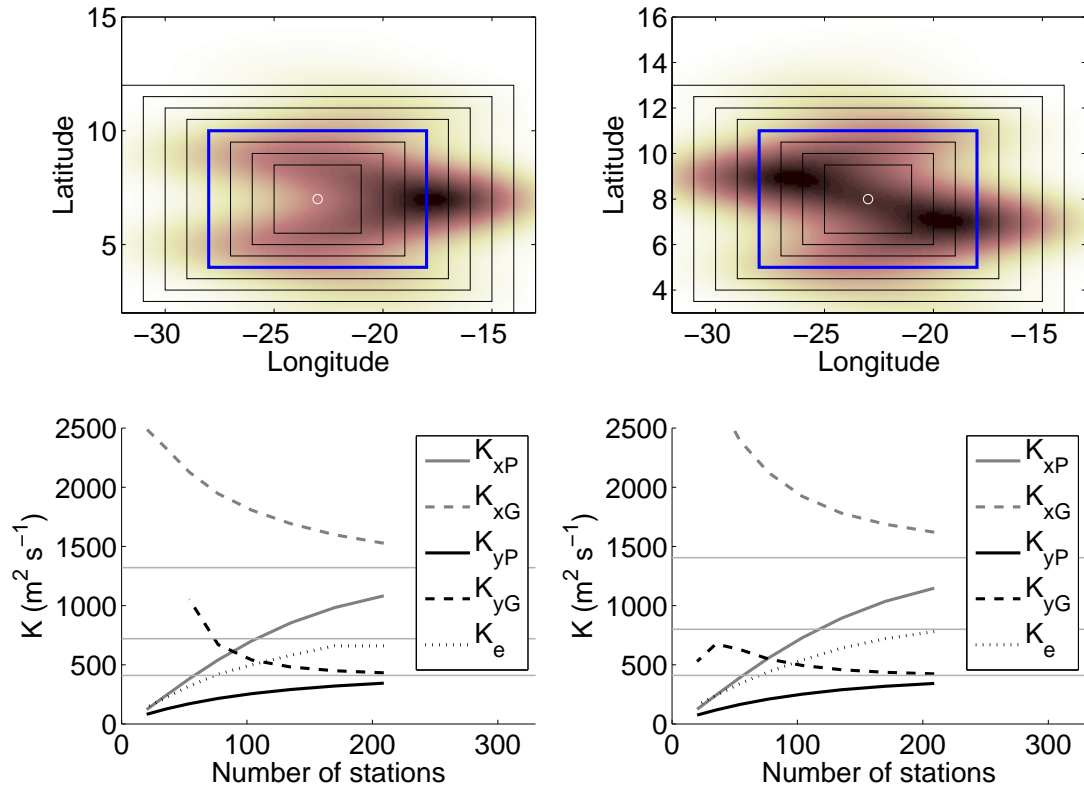 15
10
5
Latitude
−30 −25 −20 −15
Longitude
16
14
12
10
8
6
4
Latitude
−30 −25 −20 −15
Longitude
2500
2000
1500
1000
500
0
K (m² s⁻¹)
0 100 200 300
Number of stations
K_xP
K_xG
K_yP
K_yG
K_e
2500
2000
1500
1000
500
0
K (m² s⁻¹)
0 100 200 300
Number of stations
K_xP
K_xG
K_yP
K_yG
K_e